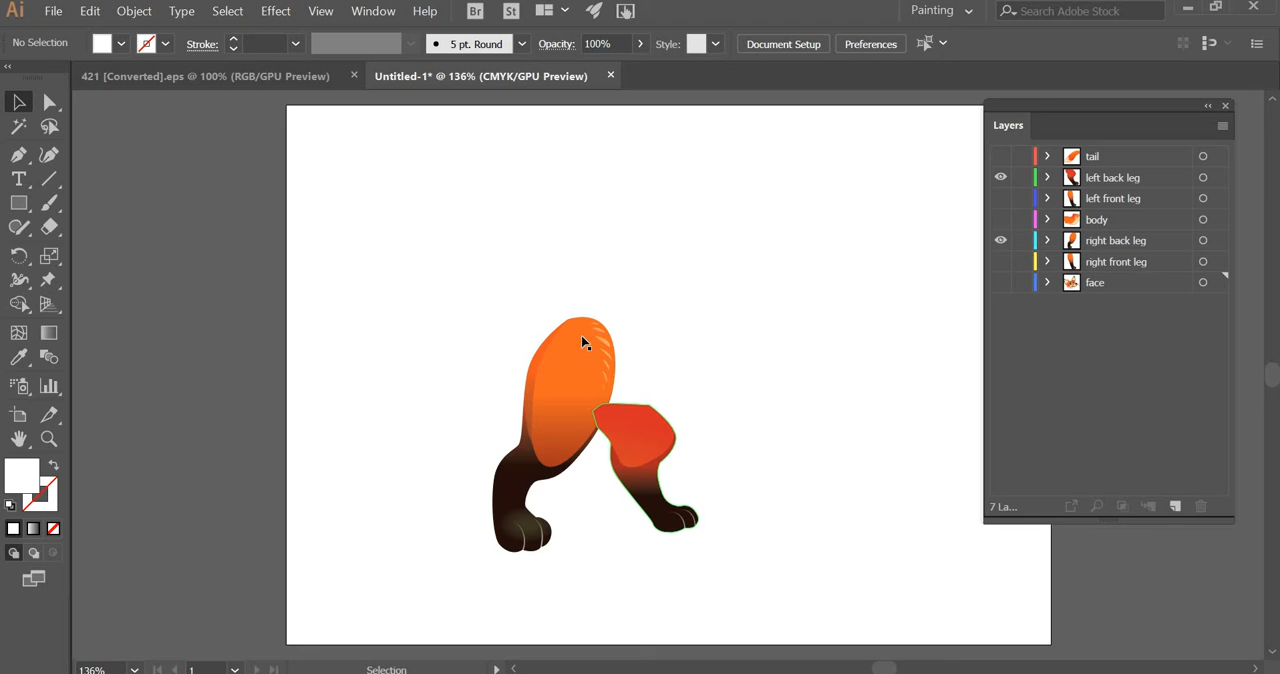 Ai File Edit Object Type Select Effect View Window Help Br St Painting Search Adobe Stock
No Selection Stroke: 5 pt. Round Opacity: 100% Style: Document Setup Preferences
421 [Converted].eps @ 100% (RGB/GPU Preview) Untitled-1* @ 136% (CMYK/GPU Preview)
Layers
tail
left back leg
left front leg
body
right back leg
right front leg
face
7 La...
136% 1 Selection